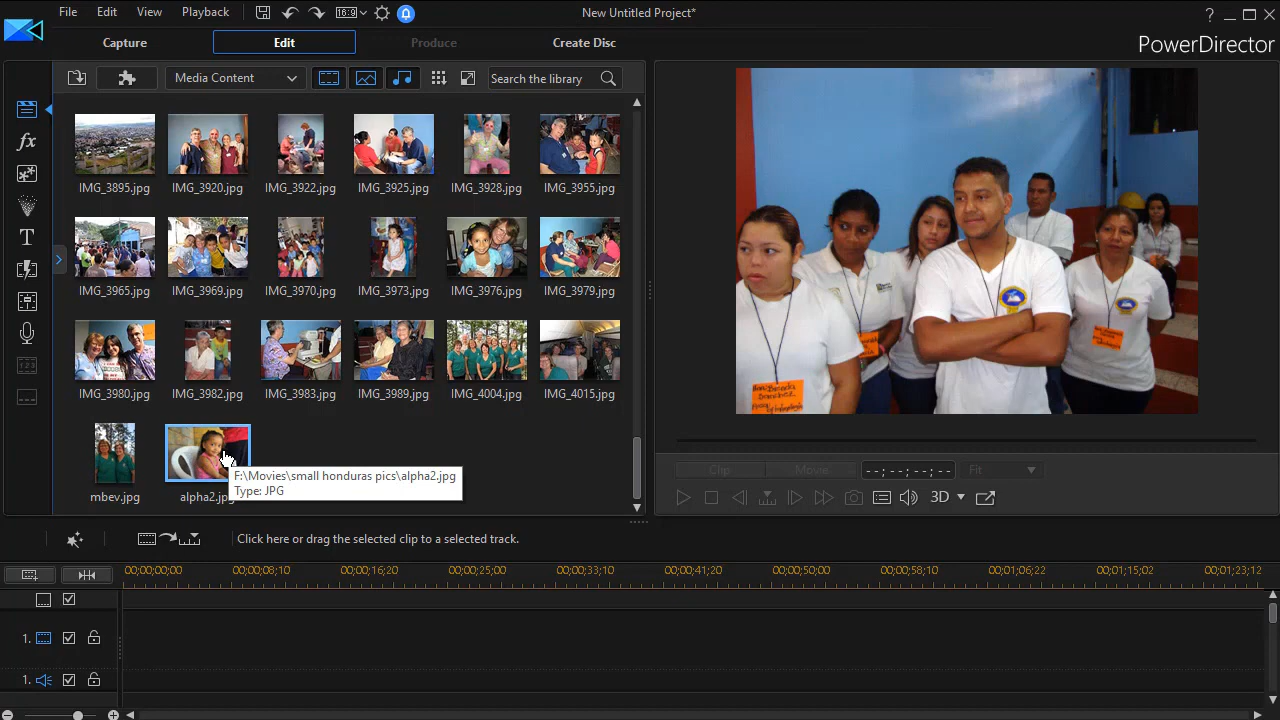 File Edit View Playback 16:9 New Untitled Project* ?
Capture Edit Produce Create Disc PowerDirector
Media Content Search the library
IMG_3895.jpg IMG_3920.jpg IMG_3922.jpg IMG_3925.jpg IMG_3928.jpg IMG_3955.jpg
IMG_3965.jpg IMG_3969.jpg IMG_3970.jpg IMG_3973.jpg IMG_3976.jpg IMG_3979.jpg
IMG_3980.jpg IMG_3982.jpg IMG_3983.jpg IMG_3989.jpg IMG_4004.jpg IMG_4015.jpg
mbev.jpg alpha2.jpg
F:\Movies\small honduras pics\alpha2.jpg
Type: JPG
fx
T
Clip Movie --;--;--;-- Fit
3D
Click here or drag the selected clip to a selected track.
00;00;00;00 00;00;08;10 00;00;16;20 00;00;25;00 00;00;33;10 00;00;41;20 00;00;50;00 00;00;58;10 00;01;06;22 00;01;15;02 00;01;23;12
1.
1.